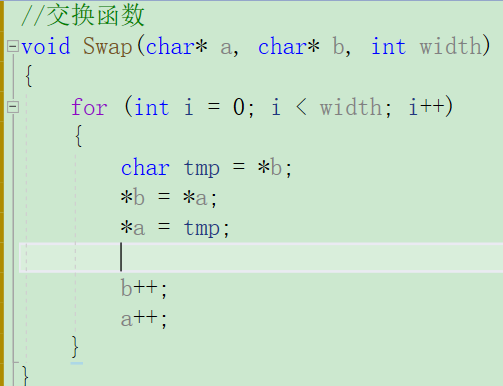 //交换函数
void Swap(char* a, char* b, int width)
{
    for (int i = 0; i < width; i++)
    {
        char tmp = *b;
        *b = *a;
        *a = tmp;
        b++;
        a++;
    }
}